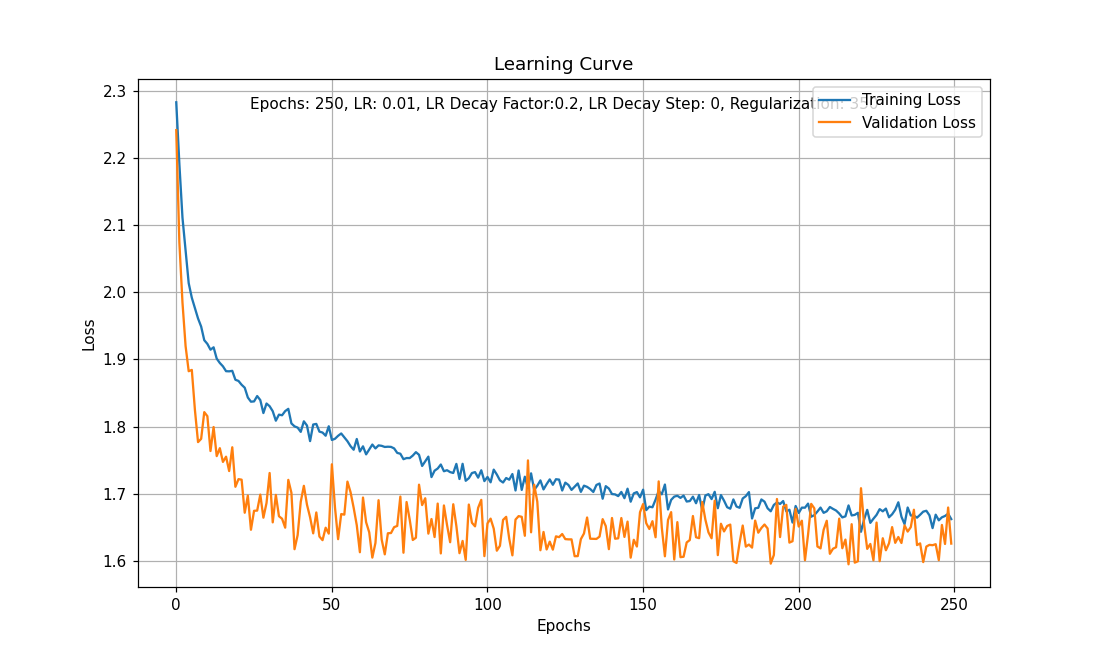 Learning Curve
Epochs: 250, LR: 0.01, LR Decay Factor:0.2, LR Decay Step: 0, Regularization: 350
Training Loss
Validation Loss
2.3
2.2
2.1
2.0
1.9
1.8
1.7
1.6
Loss
0 50 100 150 200 250
Epochs